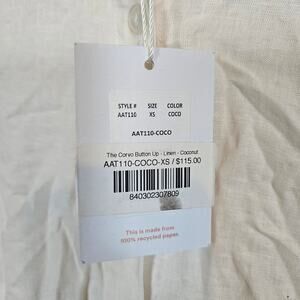 STYLE # SIZE COLOR
AAT110 XS COCO
AAT110-COCO
The Corvo Button Up - Linen - Coconut
AAT110-COCO-XS / $115.00
840302307809
This is made from
100% recycled paper.